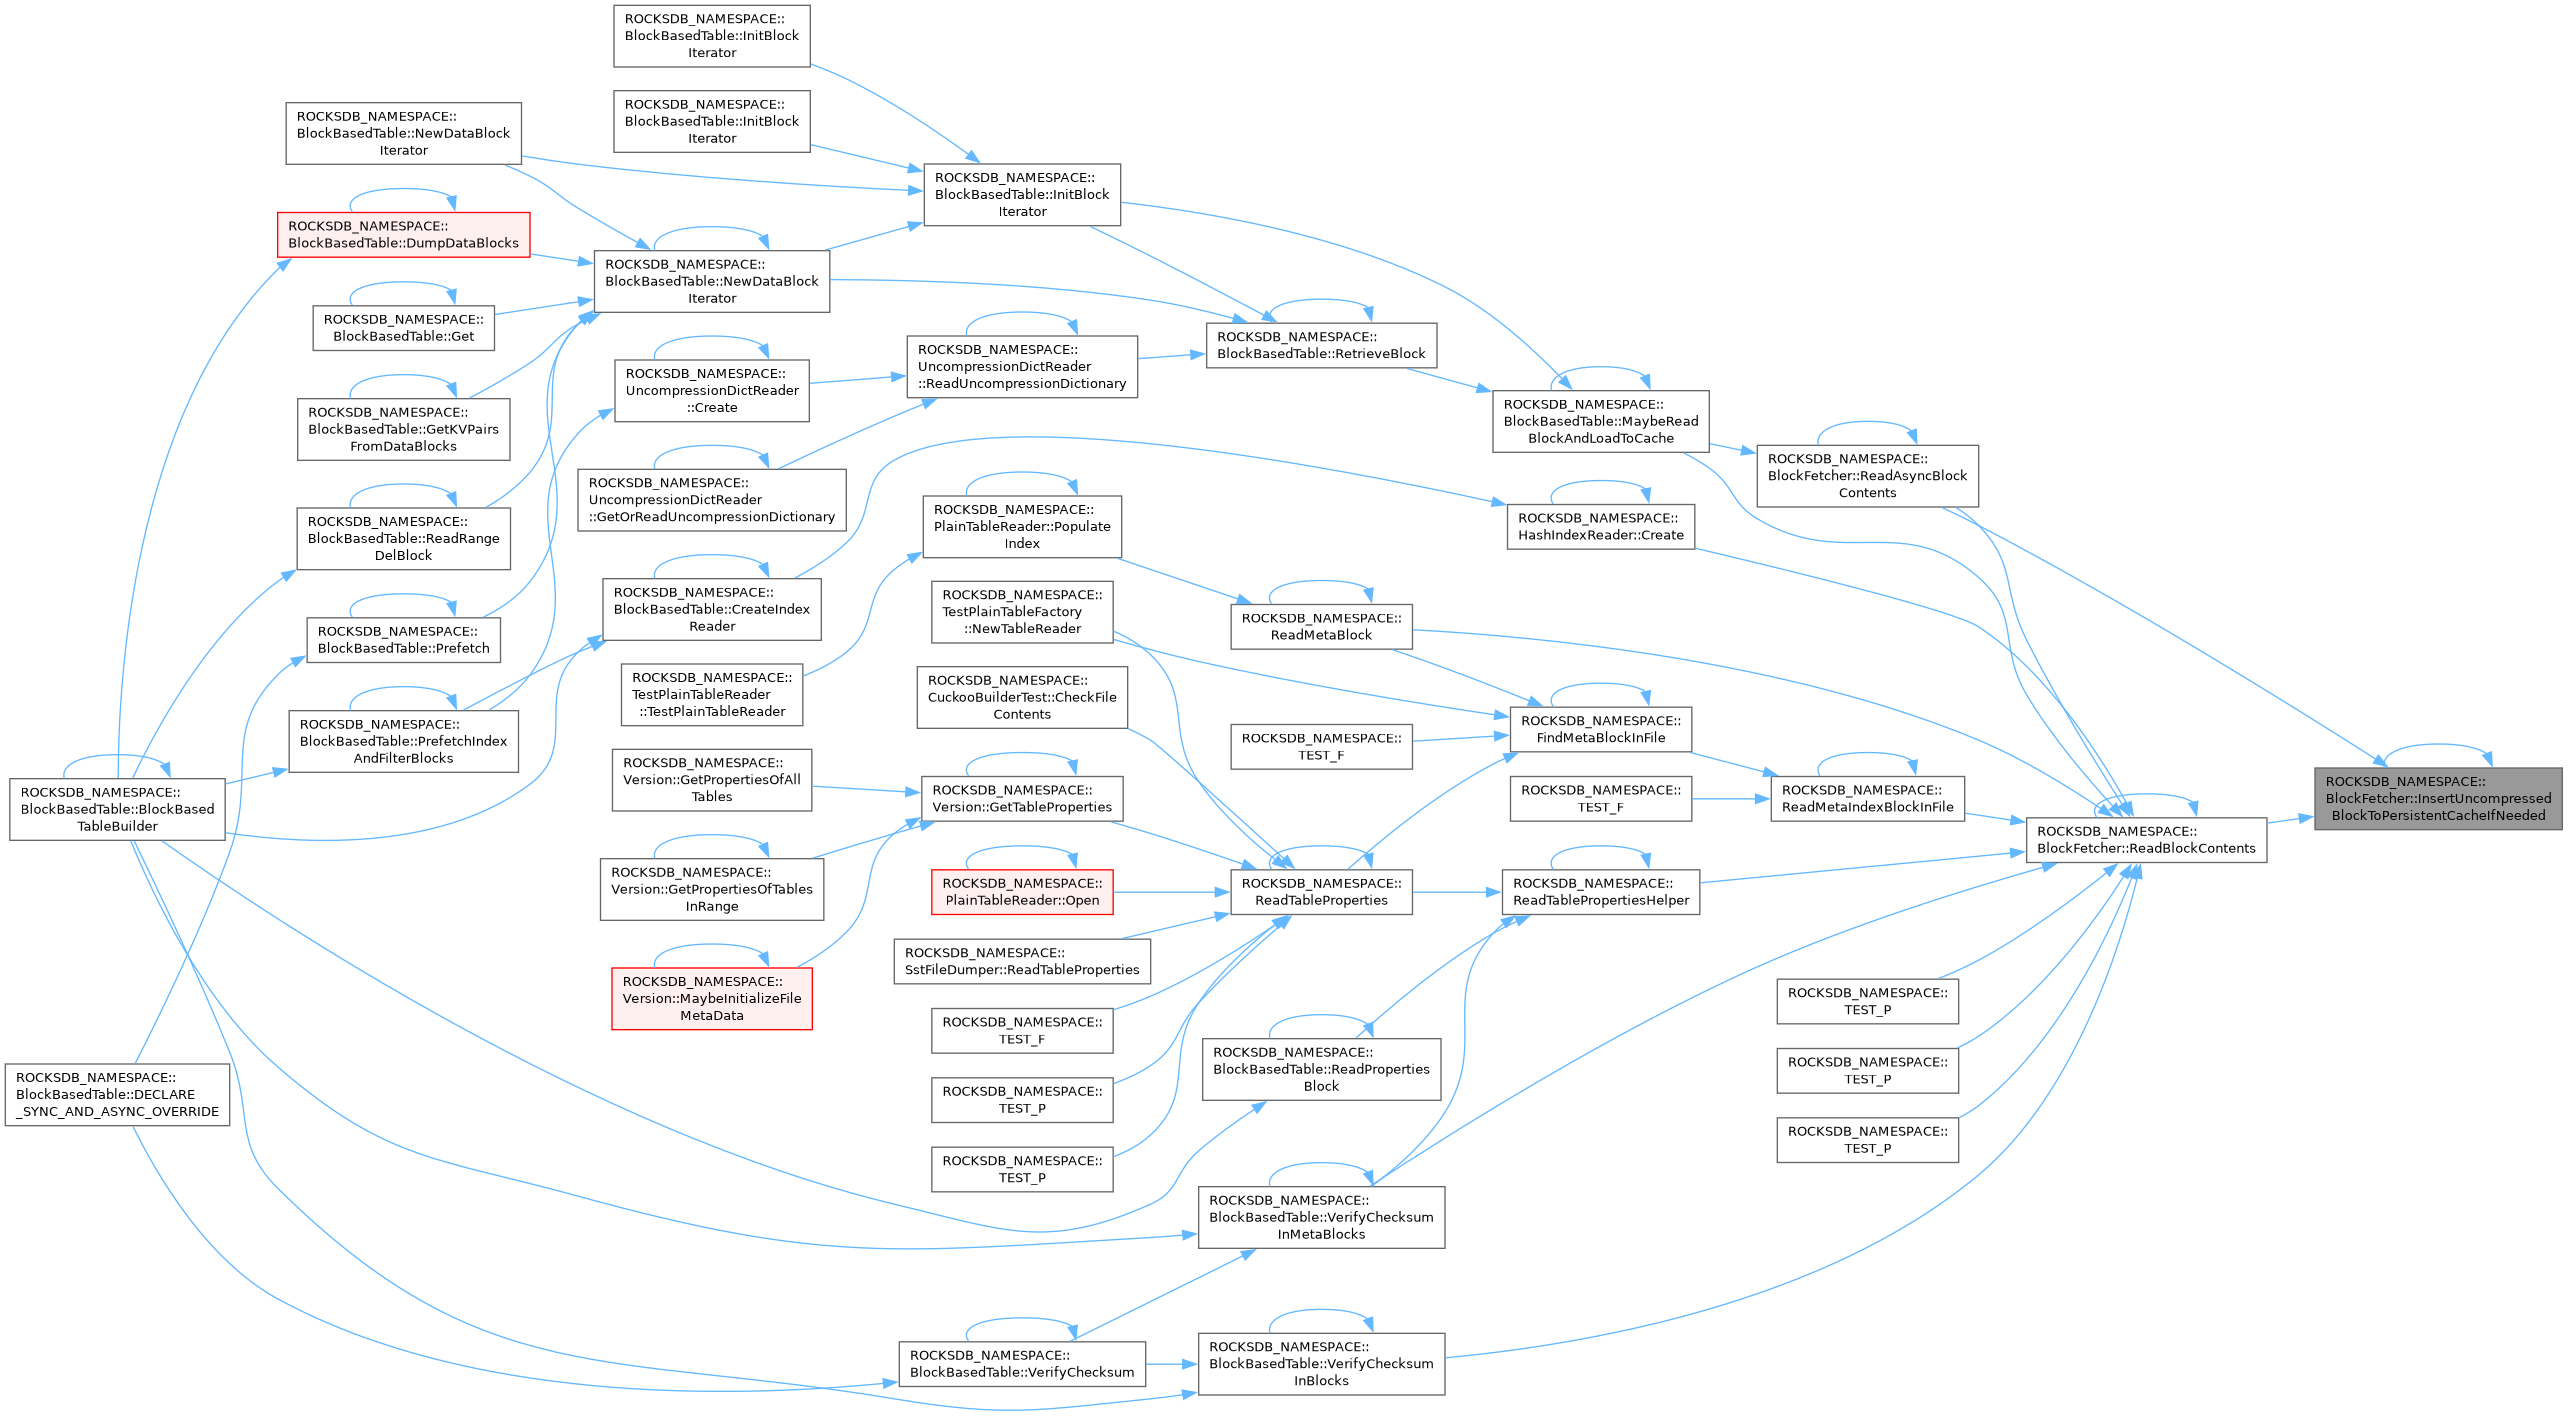 ROCKSDB_NAMESPACE::
BlockBasedTable::InitBlock
Iterator
ROCKSDB_NAMESPACE::
BlockBasedTable::InitBlock
Iterator
ROCKSDB_NAMESPACE::
BlockBasedTable::NewDataBlock
Iterator
ROCKSDB_NAMESPACE::
BlockBasedTable::InitBlock
Iterator
ROCKSDB_NAMESPACE::
BlockBasedTable::DumpDataBlocks
ROCKSDB_NAMESPACE::
BlockBasedTable::NewDataBlock
Iterator
ROCKSDB_NAMESPACE::
BlockBasedTable::Get
ROCKSDB_NAMESPACE::
BlockBasedTable::RetrieveBlock
ROCKSDB_NAMESPACE::
UncompressionDictReader
::ReadUncompressionDictionary
ROCKSDB_NAMESPACE::
UncompressionDictReader
::Create
ROCKSDB_NAMESPACE::
BlockBasedTable::GetKVPairs
FromDataBlocks
ROCKSDB_NAMESPACE::
BlockBasedTable::MaybeRead
BlockAndLoadToCache
ROCKSDB_NAMESPACE::
BlockFetcher::ReadAsyncBlock
Contents
ROCKSDB_NAMESPACE::
UncompressionDictReader
::GetOrReadUncompressionDictionary
ROCKSDB_NAMESPACE::
PlainTableReader::Populate
Index
ROCKSDB_NAMESPACE::
HashIndexReader::Create
ROCKSDB_NAMESPACE::
BlockBasedTable::ReadRange
DelBlock
ROCKSDB_NAMESPACE::
BlockBasedTable::CreateIndex
Reader
ROCKSDB_NAMESPACE::
TestPlainTableFactory
::NewTableReader
ROCKSDB_NAMESPACE::
ReadMetaBlock
ROCKSDB_NAMESPACE::
BlockBasedTable::Prefetch
ROCKSDB_NAMESPACE::
TestPlainTableReader
::TestPlainTableReader
ROCKSDB_NAMESPACE::
CuckooBuilderTest::CheckFile
Contents
ROCKSDB_NAMESPACE::
BlockBasedTable::PrefetchIndex
AndFilterBlocks
ROCKSDB_NAMESPACE::
TEST_F
ROCKSDB_NAMESPACE::
FindMetaBlockInFile
ROCKSDB_NAMESPACE::
Version::GetPropertiesOfAll
Tables
ROCKSDB_NAMESPACE::
Version::GetTableProperties
ROCKSDB_NAMESPACE::
TEST_F
ROCKSDB_NAMESPACE::
ReadMetaIndexBlockInFile
ROCKSDB_NAMESPACE::
BlockFetcher::InsertUncompressed
BlockToPersistentCacheIfNeeded
ROCKSDB_NAMESPACE::
BlockBasedTable::BlockBased
TableBuilder
ROCKSDB_NAMESPACE::
BlockFetcher::ReadBlockContents
ROCKSDB_NAMESPACE::
Version::GetPropertiesOfTables
InRange
ROCKSDB_NAMESPACE::
PlainTableReader::Open
ROCKSDB_NAMESPACE::
ReadTableProperties
ROCKSDB_NAMESPACE::
ReadTablePropertiesHelper
ROCKSDB_NAMESPACE::
SstFileDumper::ReadTableProperties
ROCKSDB_NAMESPACE::
Version::MaybeInitializeFile
MetaData
ROCKSDB_NAMESPACE::
TEST_P
ROCKSDB_NAMESPACE::
TEST_F
ROCKSDB_NAMESPACE::
BlockBasedTable::ReadProperties
Block
ROCKSDB_NAMESPACE::
TEST_P
ROCKSDB_NAMESPACE::
BlockBasedTable::DECLARE
_SYNC_AND_ASYNC_OVERRIDE
ROCKSDB_NAMESPACE::
TEST_P
ROCKSDB_NAMESPACE::
TEST_P
ROCKSDB_NAMESPACE::
TEST_P
ROCKSDB_NAMESPACE::
BlockBasedTable::VerifyChecksum
InMetaBlocks
ROCKSDB_NAMESPACE::
BlockBasedTable::VerifyChecksum
ROCKSDB_NAMESPACE::
BlockBasedTable::VerifyChecksum
InBlocks